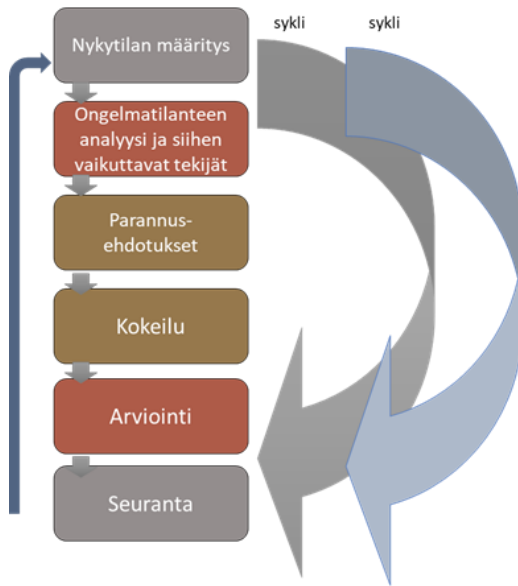 sykli
sykli
Nykytilan määritys
Ongelmatilanteen
analyysi ja siihen
vaikuttavat tekijät
Parannus-
ehdotukset
Kokeilu
Arviointi
Seuranta